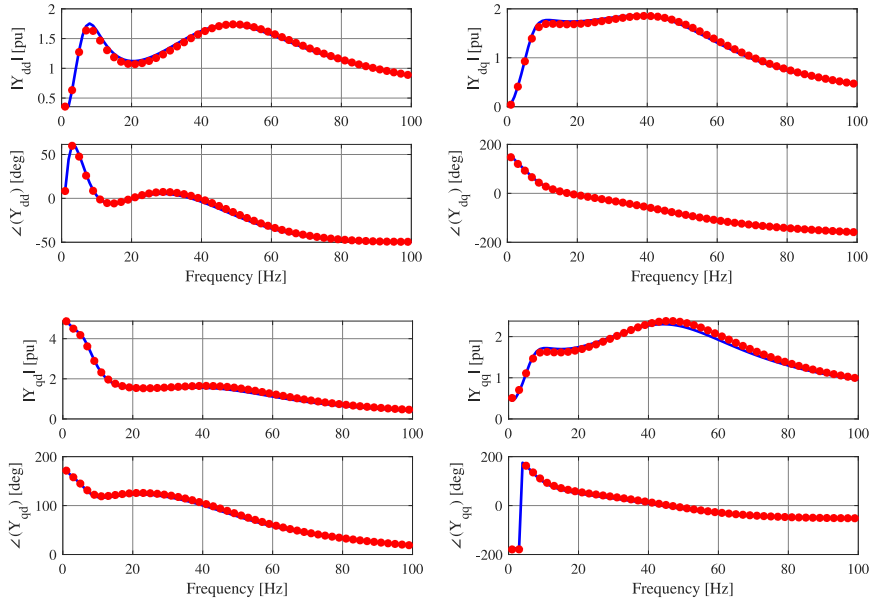 |Y_dd| [pu]
2
1.5
1
0.5
0 20 40 60 80 100
∠(Y_dd) [deg]
50
0
-50
0 20 40 60 80 100
Frequency [Hz]
|Y_dq| [pu]
2
1
0
0 20 40 60 80 100
∠(Y_dq) [deg]
200
0
-200
0 20 40 60 80 100
Frequency [Hz]
|Y_qd| [pu]
4
2
0
0 20 40 60 80 100
∠(Y_qd) [deg]
200
100
0
0 20 40 60 80 100
Frequency [Hz]
|Y_qq| [pu]
2
1
0
0 20 40 60 80 100
∠(Y_qq) [deg]
200
0
-200
0 20 40 60 80 100
Frequency [Hz]